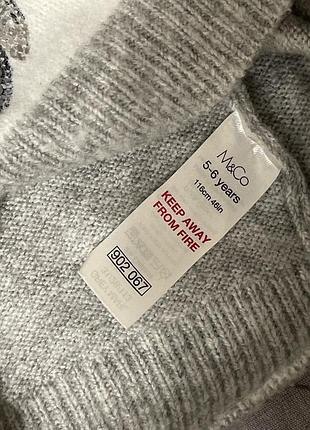 M&Co
5-6 years
116cm 46in
KEEP AWAY
FROM FIRE
902 067